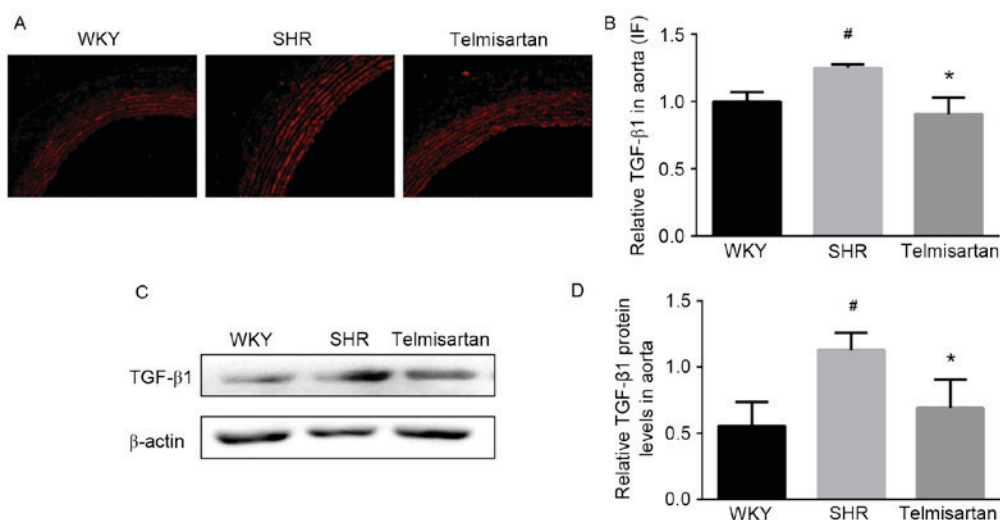 A
WKY
SHR
Telmisartan
B
Relative TGF-β1 in aorta (IF)
1.5
1.0
0.5
0.0
#
*
WKY
SHR
Telmisartan
C
WKY
SHR
Telmisartan
TGF-β1
β-actin
D
Relative TGF-β1 protein
levels in aorta
1.5
1.0
0.5
0.0
#
*
WKY
SHR
Telmisartan